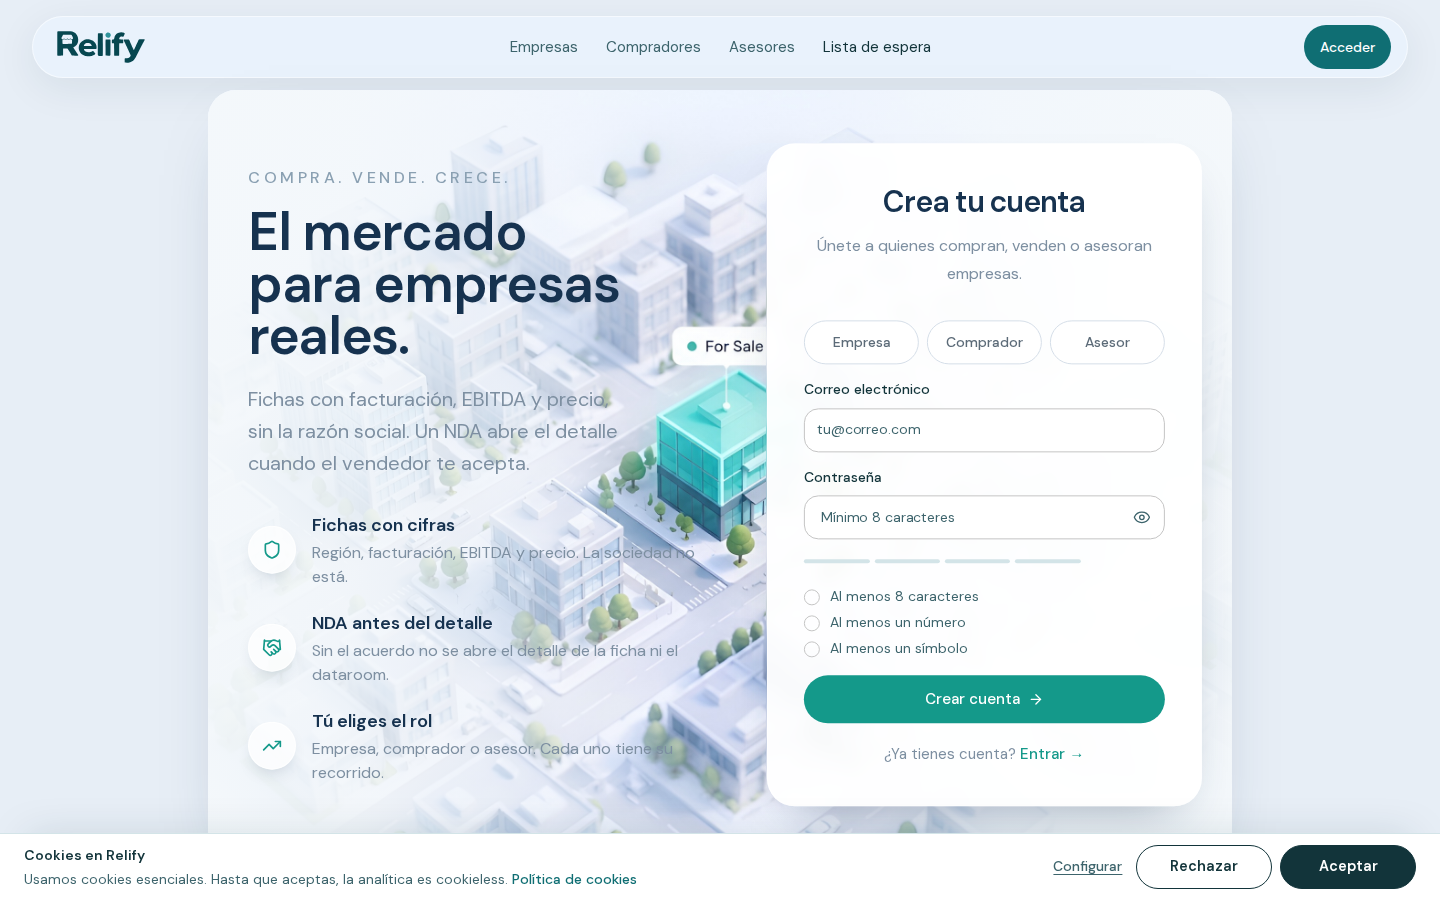 Relify
Empresas
Compradores
Asesores
Lista de espera
Acceder
COMPRA. VENDE. CRECE.
El mercado
para empresas
reales.
Fichas con facturación, EBITDA y precio,
sin la razón social. Un NDA abre el detalle
cuando el vendedor te acepta.
Fichas con cifras
Región, facturación, EBITDA y precio. La sociedad no
está.
NDA antes del detalle
Sin el acuerdo no se abre el detalle de la ficha ni el
dataroom.
Tú eliges el rol
Empresa, comprador o asesor. Cada uno tiene su
recorrido.
For Sale
Crea tu cuenta
Únete a quienes compran, venden o asesoran
empresas.
Empresa
Comprador
Asesor
Correo electrónico
tu@correo.com
Contraseña
Mínimo 8 caracteres
Al menos 8 caracteres
Al menos un número
Al menos un símbolo
Crear cuenta →
¿Ya tienes cuenta? Entrar →
Cookies en Relify
Usamos cookies esenciales. Hasta que aceptas, la analítica es cookieless. Política de cookies
Configurar
Rechazar
Aceptar